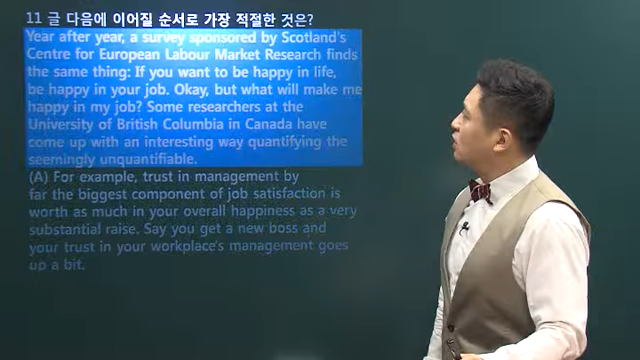 11 글 다음에 이어질 순서로 가장 적절한 것은?
Year after year, a survey sponsored by Scotland's
Centre for European Labour Market Research finds
the same thing: If you want to be happy in life,
be happy in your job. Okay, but what will make me
happy in my job? Some researchers at the
University of British Columbia in Canada have
come up with an interesting way quantifying the
seemingly unquantifiable.
(A) For example, trust in management by
far the biggest component of job satisfaction is
worth as much in your overall happiness as a very
substantial raise. Say you get a new boss and
your trust in your workplace's management goes
up a bit.